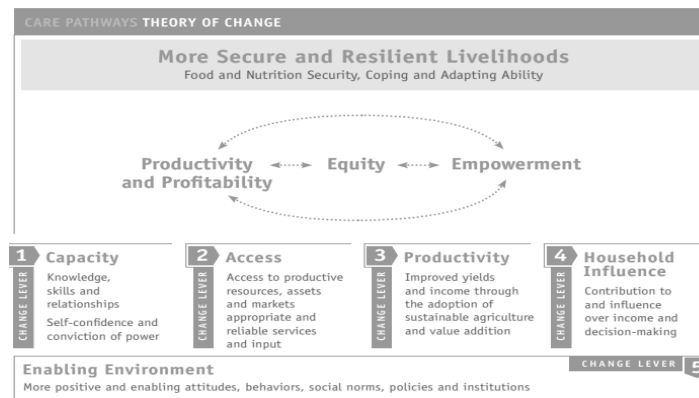 CARE PATHWAYS THEORY OF CHANGE
More Secure and Resilient Livelihoods
Food and Nutrition Security, Coping and Adapting Ability
Productivity
and Profitability
Equity
Empowerment
1 Capacity
CHANGE LEVER
Knowledge,
skills and
relationships
Self-confidence and
conviction of power
2 Access
CHANGE LEVER
Access to productive
resources, assets
and markets
appropriate and
reliable services
and input
3 Productivity
CHANGE LEVER
Improved yields
and income through
the adoption of
sustainable agriculture
and value addition
4 Household
Influence
CHANGE LEVER
Contribution to
and influence
over income and
decision-making
CHANGE LEVER 5
Enabling Environment
More positive and enabling attitudes, behaviors, social norms, policies and institutions